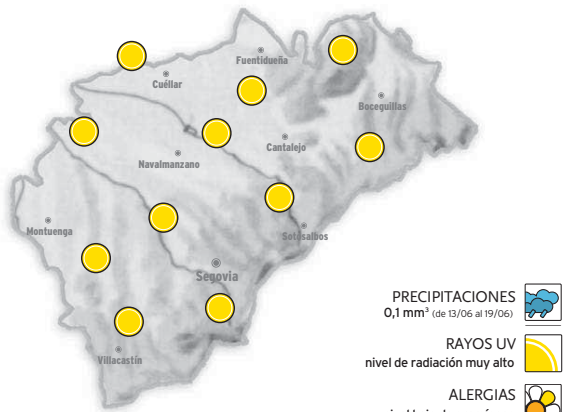 Fuentidueña
Cuéllar
Boceguillas
Cantalejo
Navalmanzano
Montuenga
Sotosalbos
Segovia
Villacastín
PRECIPITACIONES
0,1 mm³ (de 13/06 al 19/06)
RAYOS UV
nivel de radiación muy alto
ALERGIAS